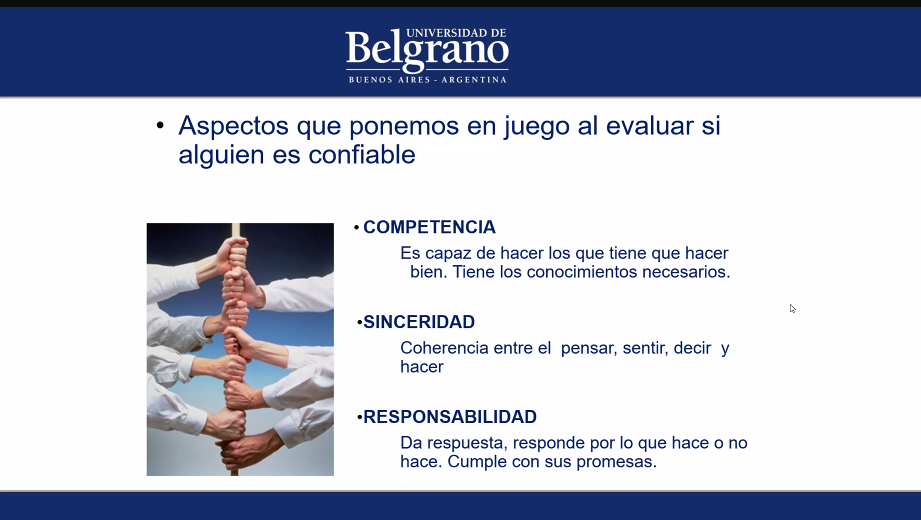 UNIVERSIDAD DE
Belgrano
BUENOS AIRES - ARGENTINA
• Aspectos que ponemos en juego al evaluar si
alguien es confiable
• COMPETENCIA
Es capaz de hacer los que tiene que hacer
bien. Tiene los conocimientos necesarios.
•SINCERIDAD
Coherencia entre el  pensar, sentir, decir  y
hacer
•RESPONSABILIDAD
Da respuesta, responde por lo que hace o no
hace. Cumple con sus promesas.